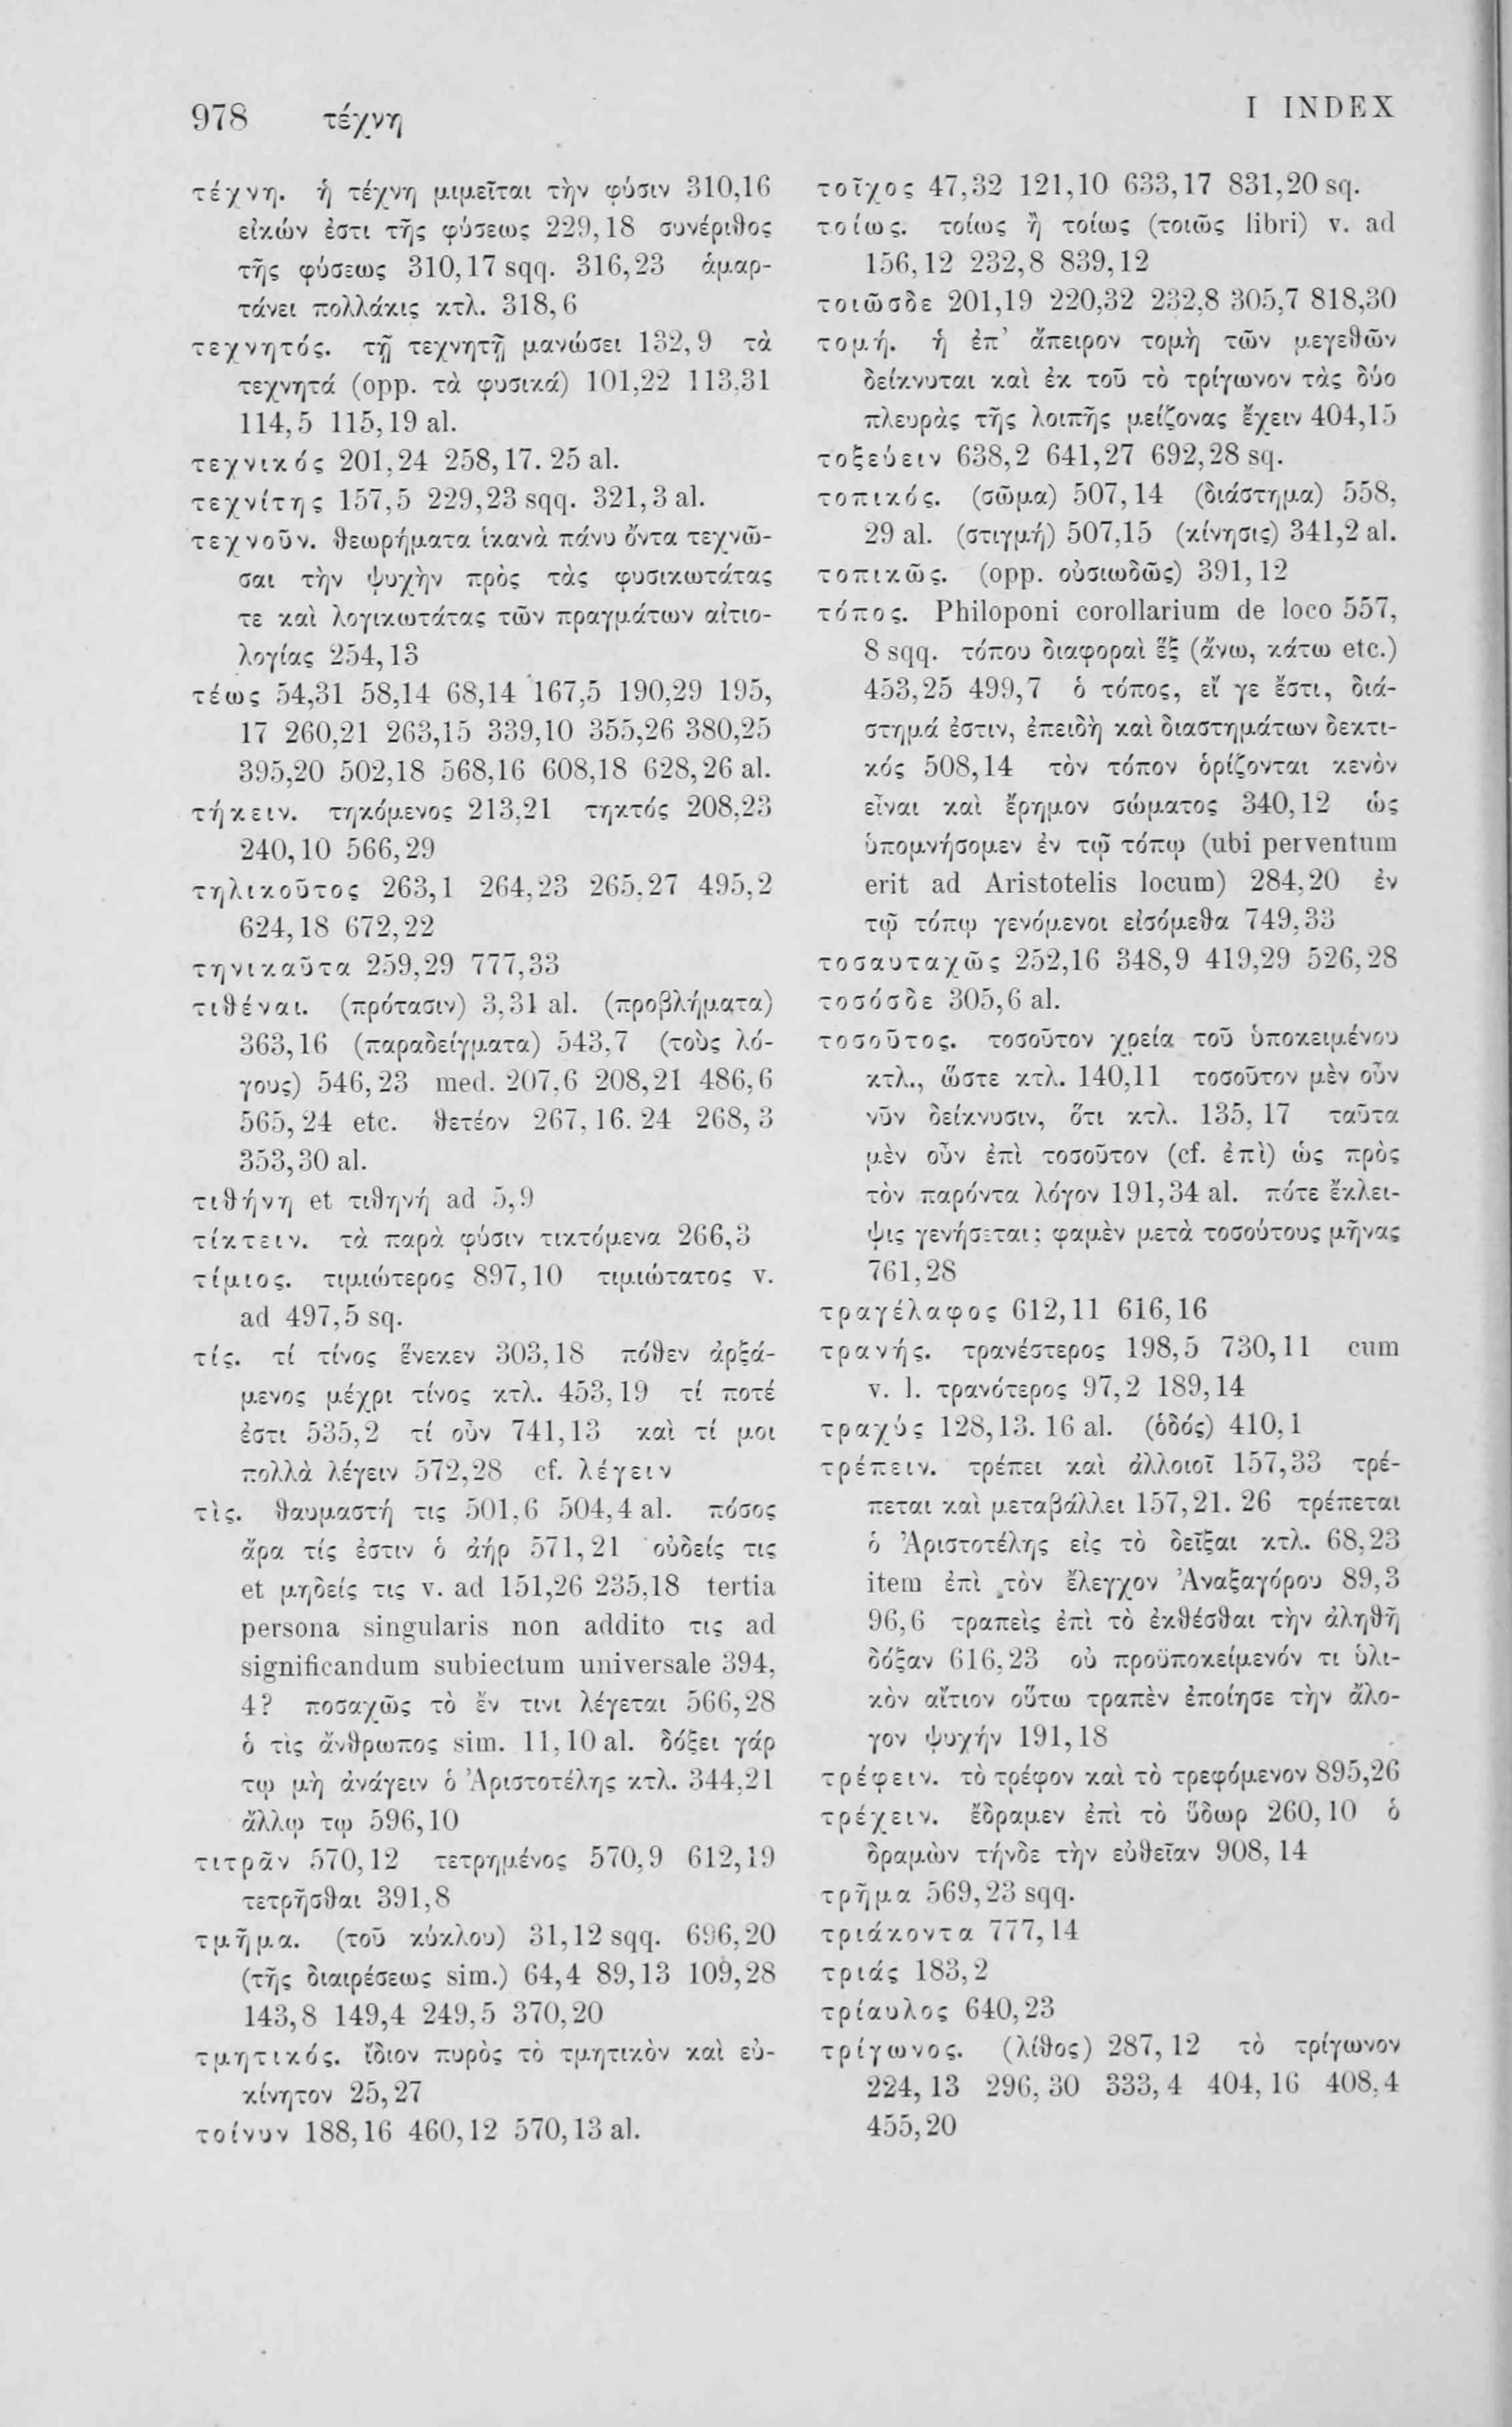 978 τέχνη
I INDEX
τέχνη. ἡ τέχνη μιμεῖται τὴν φύσιν 310,16
εἰκών ἐστι τῆς φύσεως 229,18 συνέριθος
τῆς φύσεως 310,17 sqq. 316,23 ἁμαρ-
τάνει πολλάκις κτλ. 318,6
τεχνητός. τῇ τεχνητῇ μανώσει 132,9 τὰ
τεχνητά (opp. τὰ φυσικά) 101,22 113,31
114,5 115,19 al.
τεχνικός 201,24 258,17. 25 al.
τεχνίτης 157,5 229,23 sqq. 321,3 al.
τεχνοῦν. θεωρήματα ἱκανὰ πάνυ ὄντα τεχνῶ-
σαι τὴν ψυχὴν πρὸς τὰς φυσικωτάτας
τε καὶ λογικωτάτας τῶν πραγμάτων αἰτιο-
λογίας 254,13
τέως 54,31 58,14 68,14 167,5 190,29 195,
17 260,21 263,15 339,10 355,26 380,25
395,20 502,18 568,16 608,18 628,26 al.
τήκειν. τηκόμενος 213,21 τηκτός 208,23
240,10 566,29
τηλικοῦτος 263,1 264,23 265,27 495,2
624,18 672,22
τηνικαῦτα 259,29 777,33
τιθέναι. (πρότασιν) 3,31 al. (προβλήματα)
363,16 (παραδείγματα) 543,7 (τοὺς λό-
γους) 546,23 med. 207,6 208,21 486,6
565,24 etc. θετέον 267,16. 24 268,3
353,30 al.
τιθήνη et τιθηνή ad 5,9
τίκτειν. τὰ παρὰ φύσιν τικτόμενα 266,3
τίμιος. τιμιώτερος 897,10 τιμιώτατος v.
ad 497,5 sq.
τίς. τί τίνος ἕνεκεν 303,18 πόθεν ἀρξά-
μενος μέχρι τίνος κτλ. 453,19 τί ποτέ
ἐστι 535,2 τί οὖν 741,13 καὶ τί μοι
πολλὰ λέγειν 572,28 cf. λέγειν
τὶς. θαυμαστή τις 501,6 504,4 al. πόσος
ἄρα τίς ἐστιν ὁ ἀήρ 571,21 οὐδείς τις
et μηδείς τις v. ad 151,26 235,18 tertia
persona singularis non addito τις ad
significandum subiectum universale 394,
4? ποσαχῶς τὸ ἔν τινι λέγεται 566,28
ὁ τὶς ἄνθρωπος sim. 11,10 al. δόξει γάρ
τῳ μὴ ἀνάγειν ὁ Ἀριστοτέλης κτλ. 344,21
ἄλλῳ τῳ 596,10
τιτρᾶν 570,12 τετρημένος 570,9 612,19
τετρῆσθαι 391,8
τμῆμα. (τοῦ κύκλου) 31,12 sqq. 696,20
(τῆς διαιρέσεως sim.) 64,4 89,13 109,28
143,8 149,4 249,5 370,20
τμητικός. ἴδιον πυρὸς τὸ τμητικὸν καὶ εὐ-
κίνητον 25,27
τοίνυν 188,16 460,12 570,13 al.
τοῖχος 47,32 121,10 633,17 831,20 sq.
τοίως. τοίως ἢ τοίως (τοιῶς libri) v. ad
156,12 232,8 839,12
τοιῶσδε 201,19 220,32 232,8 305,7 818,30
τομή. ἡ ἐπ’ ἄπειρον τομὴ τῶν μεγεθῶν
δείκνυται καὶ ἐκ τοῦ τὸ τρίγωνον τὰς δύο
πλευρὰς τῆς λοιπῆς μείζονας ἔχειν 404,15
τοξεύειν 638,2 641,27 692,28 sq.
τοπικός. (σῶμα) 507,14 (διάστημα) 558,
29 al. (στιγμή) 507,15 (κίνησις) 341,2 al.
τοπικῶς. (opp. οὐσιωδῶς) 391,12
τόπος. Philoponi corollarium de loco 557,
8 sqq. τόπου διαφοραὶ ἕξ (ἄνω, κάτω etc.)
453,25 499,7 ὁ τόπος, εἴ γε ἔστι, διά-
στημά ἐστιν, ἐπειδὴ καὶ διαστημάτων δεκτι-
κός 508,14 τὸν τόπον ὁρίζονται κενὸν
εἶναι καὶ ἔρημον σώματος 340,12 ὡς
ὑπομνήσομεν ἐν τῷ τόπῳ (ubi perventum
erit ad Aristotelis locum) 284,20 ἐν
τῷ τόπῳ γενόμενοι εἰσόμεθα 749,33
τοσαυταχῶς 252,16 348,9 419,29 526,28
τοσόσδε 305,6 al.
τοσοῦτος. τοσοῦτον χρεία τοῦ ὑποκειμένου
κτλ., ὥστε κτλ. 140,11 τοσοῦτον μὲν οὖν
νῦν δείκνυσιν, ὅτι κτλ. 135,17 ταῦτα
μὲν οὖν ἐπὶ τοσοῦτον (cf. ἐπὶ) ὡς πρὸς
τὸν παρόντα λόγον 191,34 al. πότε ἔκλει-
ψις γενήσεται; φαμὲν μετὰ τοσούτους μῆνας
761,28
τραγέλαφος 612,11 616,16
τρανής. τρανέστερος 198,5 730,11 cum
v. l. τρανότερος 97,2 189,14
τραχύς 128,13. 16 al. (ὁδός) 410,1
τρέπειν. τρέπει καὶ ἀλλοιοῖ 157,33 τρέ-
πεται καὶ μεταβάλλει 157,21. 26 τρέπεται
ὁ Ἀριστοτέλης εἰς τὸ δεῖξαι κτλ. 68,23
item ἐπὶ τὸν ἔλεγχον Ἀναξαγόρου 89,3
96,6 τραπεὶς ἐπὶ τὸ ἐκθέσθαι τὴν ἀληθῆ
δόξαν 616,23 οὐ προϋποκείμενόν τι ὑλι-
κὸν αἴτιον οὕτω τραπὲν ἐποίησε τὴν ἄλο-
γον ψυχήν 191,18
τρέφειν. τὸ τρέφον καὶ τὸ τρεφόμενον 895,26
τρέχειν. ἔδραμεν ἐπὶ τὸ ὕδωρ 260,10 ὁ
δραμὼν τήνδε τὴν εὐθεῖαν 908,14
τρῆμα 569,23 sqq.
τριάκοντα 777,14
τριάς 183,2
τρίαυλος 640,23
τρίγωνος. (λίθος) 287,12 τὸ τρίγωνον
224,13 296,30 333,4 404,16 408,4
455,20